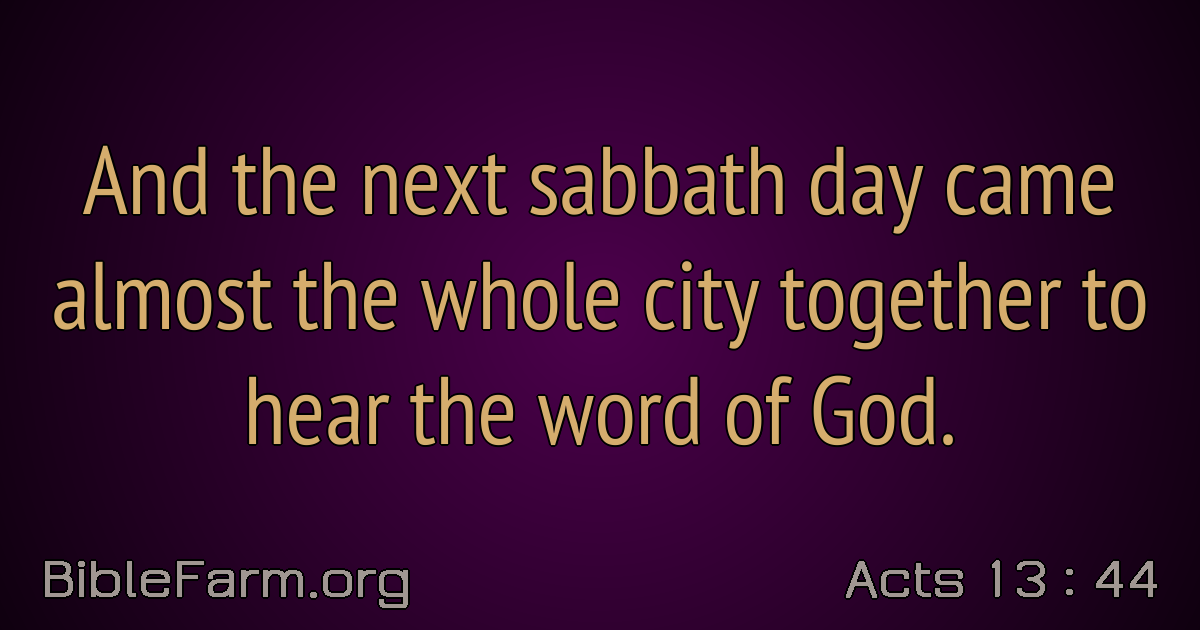 And the next sabbath day came
almost the whole city together to
hear the word of God.
BibleFarm.org
Acts 13 : 44